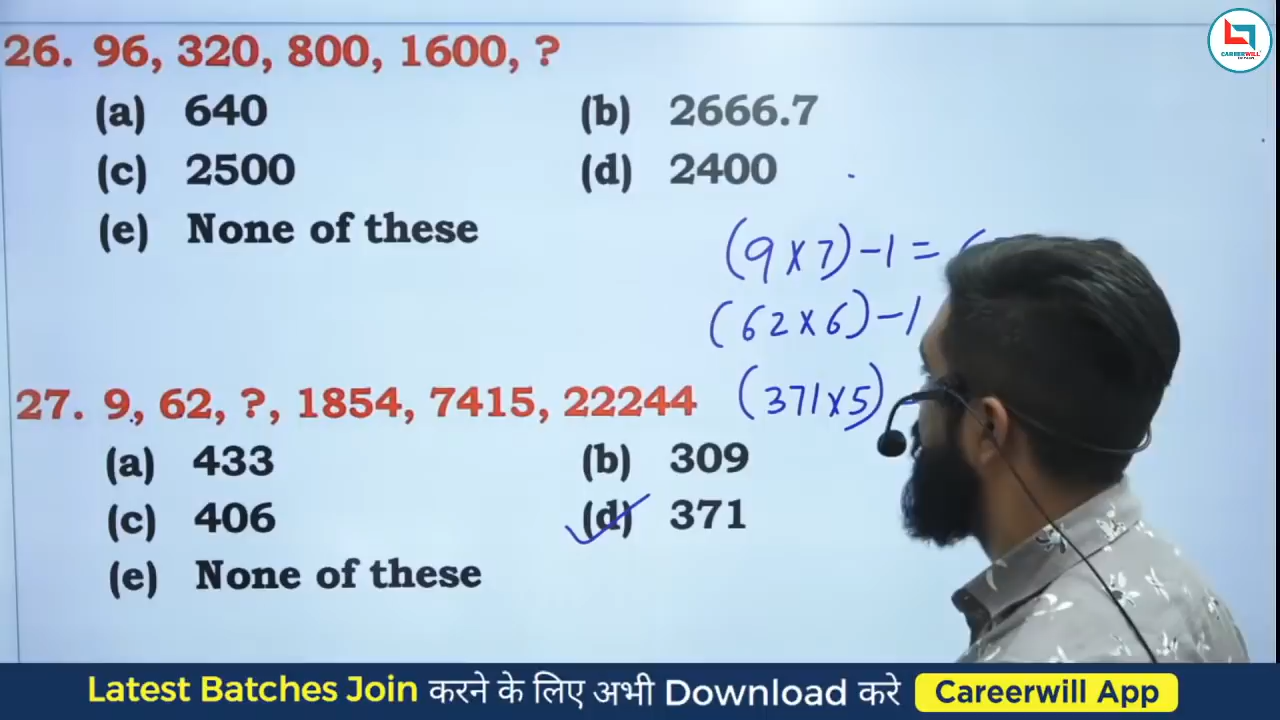 26. 96, 320, 800, 1600, ?
(a) 640 (b) 2666.7
(c) 2500 (d) 2400
(e) None of these
(9×7)-1=
(62×6)-1
(371×5)
27. 9, 62, ?, 1854, 7415, 22244
(a) 433 (b) 309
(c) 406 (d) 371
(e) None of these
CAREERWILL
Latest Batches Join करने के लिए अभी Download करे Careerwill App